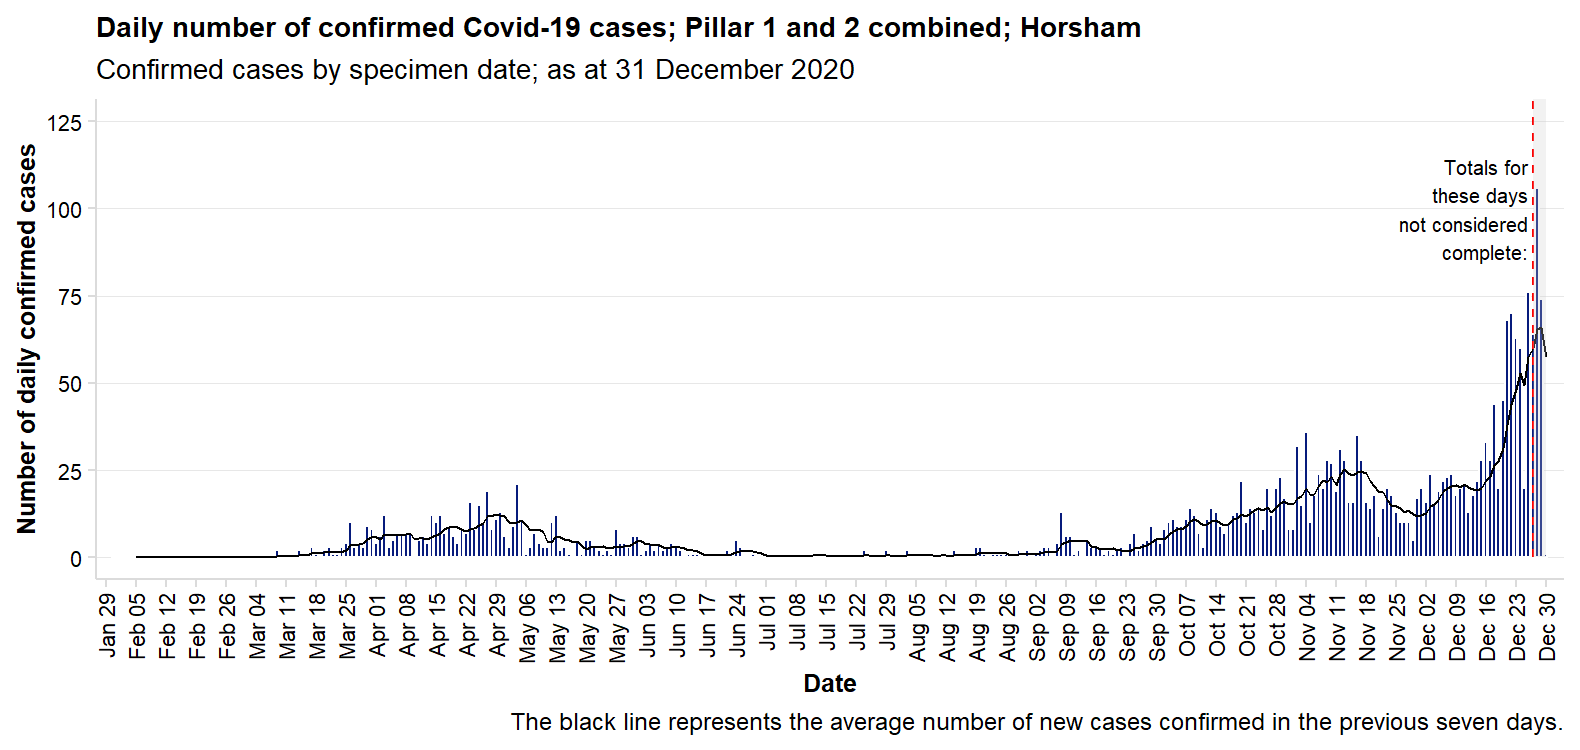 Daily number of confirmed Covid-19 cases; Pillar 1 and 2 combined; Horsham
Confirmed cases by specimen date; as at 31 December 2020
Number of daily confirmed cases
125
100
75
50
25
0
Totals for
these days
not considered
complete:
Jan 29
Feb 05
Feb 12
Feb 19
Feb 26
Mar 04
Mar 11
Mar 18
Mar 25
Apr 01
Apr 08
Apr 15
Apr 22
Apr 29
May 06
May 13
May 20
May 27
Jun 03
Jun 10
Jun 17
Jun 24
Jul 01
Jul 08
Jul 15
Jul 22
Jul 29
Aug 05
Aug 12
Aug 19
Aug 26
Sep 02
Sep 09
Sep 16
Sep 23
Sep 30
Oct 07
Oct 14
Oct 21
Oct 28
Nov 04
Nov 11
Nov 18
Nov 25
Dec 02
Dec 09
Dec 16
Dec 23
Dec 30
Date
The black line represents the average number of new cases confirmed in the previous seven days.